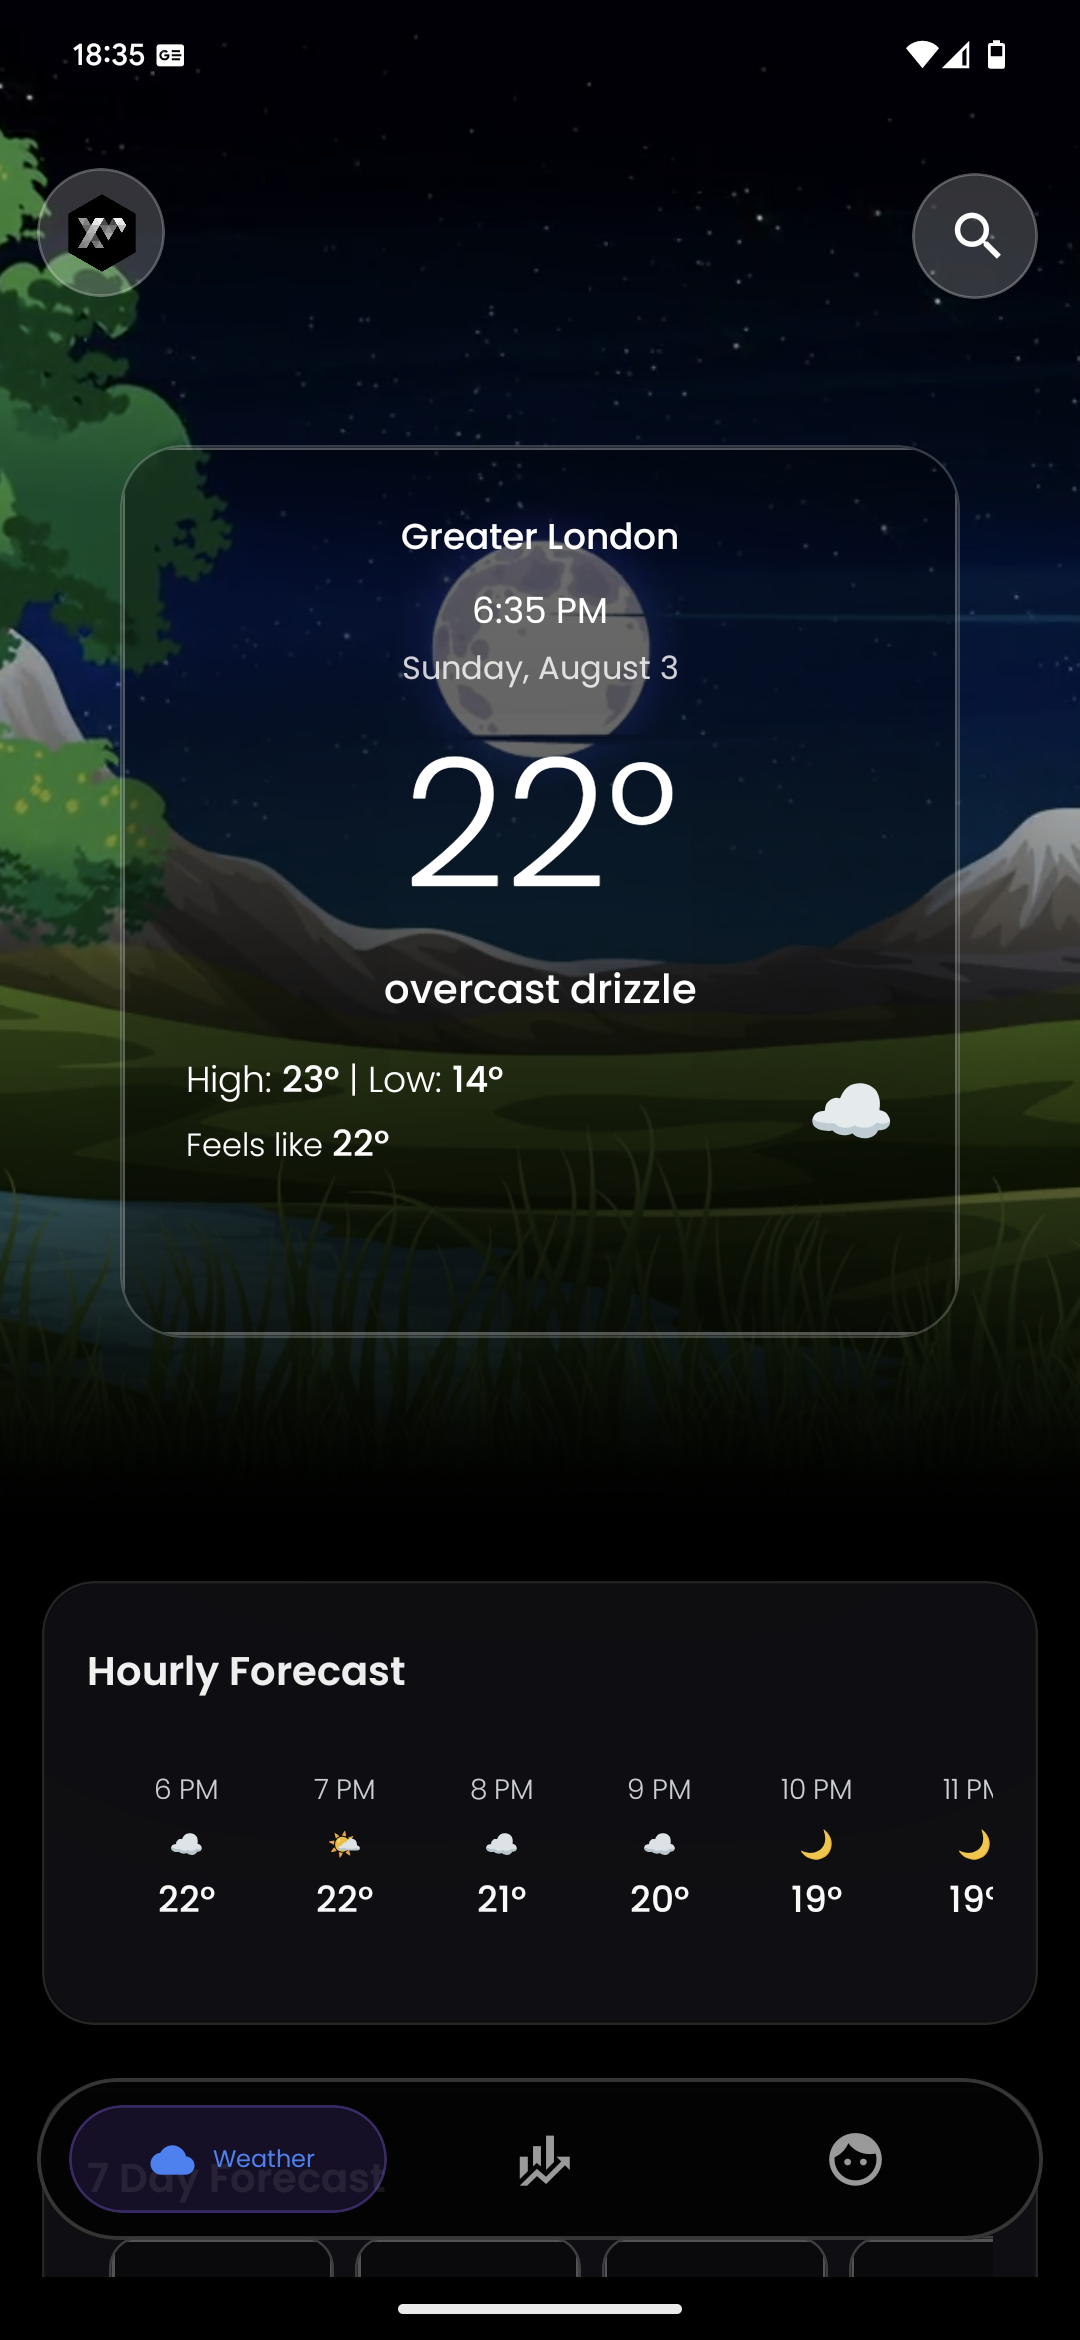 18:35
Greater London
6:35 PM
Sunday, August 3
22°
overcast drizzle
High: 23° | Low: 14°
Feels like 22°
Hourly Forecast
6 PM 7 PM 8 PM 9 PM 10 PM 11 PM
22° 22° 21° 20° 19° 19°
Weather
7 Day Forecast